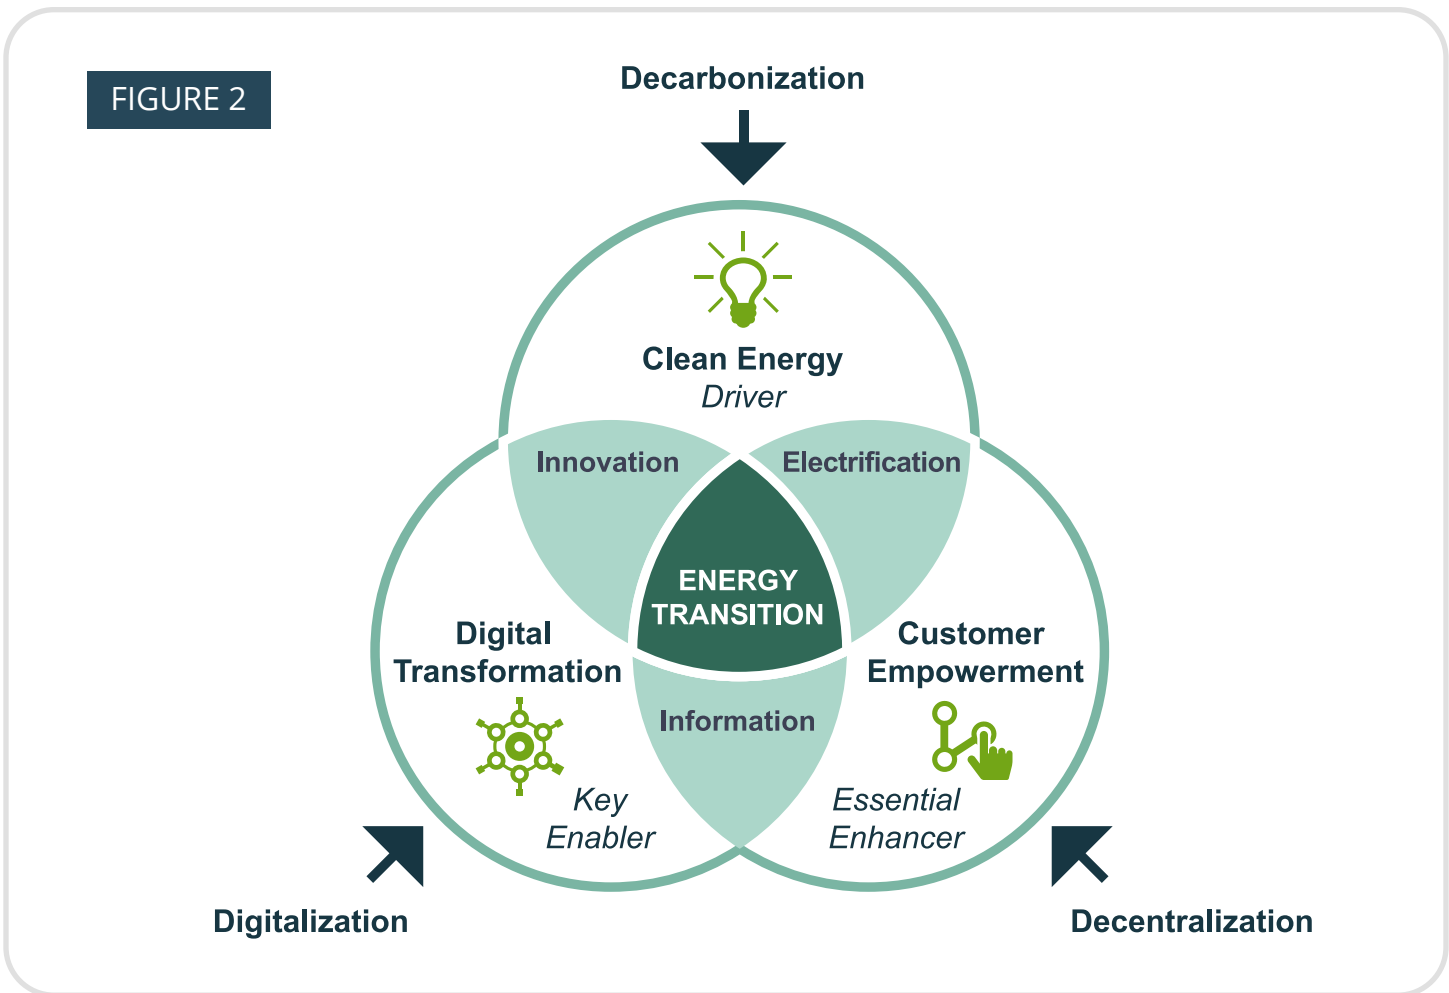 FIGURE 2
Decarbonization
Clean Energy
Driver
Innovation
Electrification
ENERGY
TRANSITION
Digital
Transformation
Customer
Empowerment
Information
Key
Enabler
Essential
Enhancer
Digitalization
Decentralization